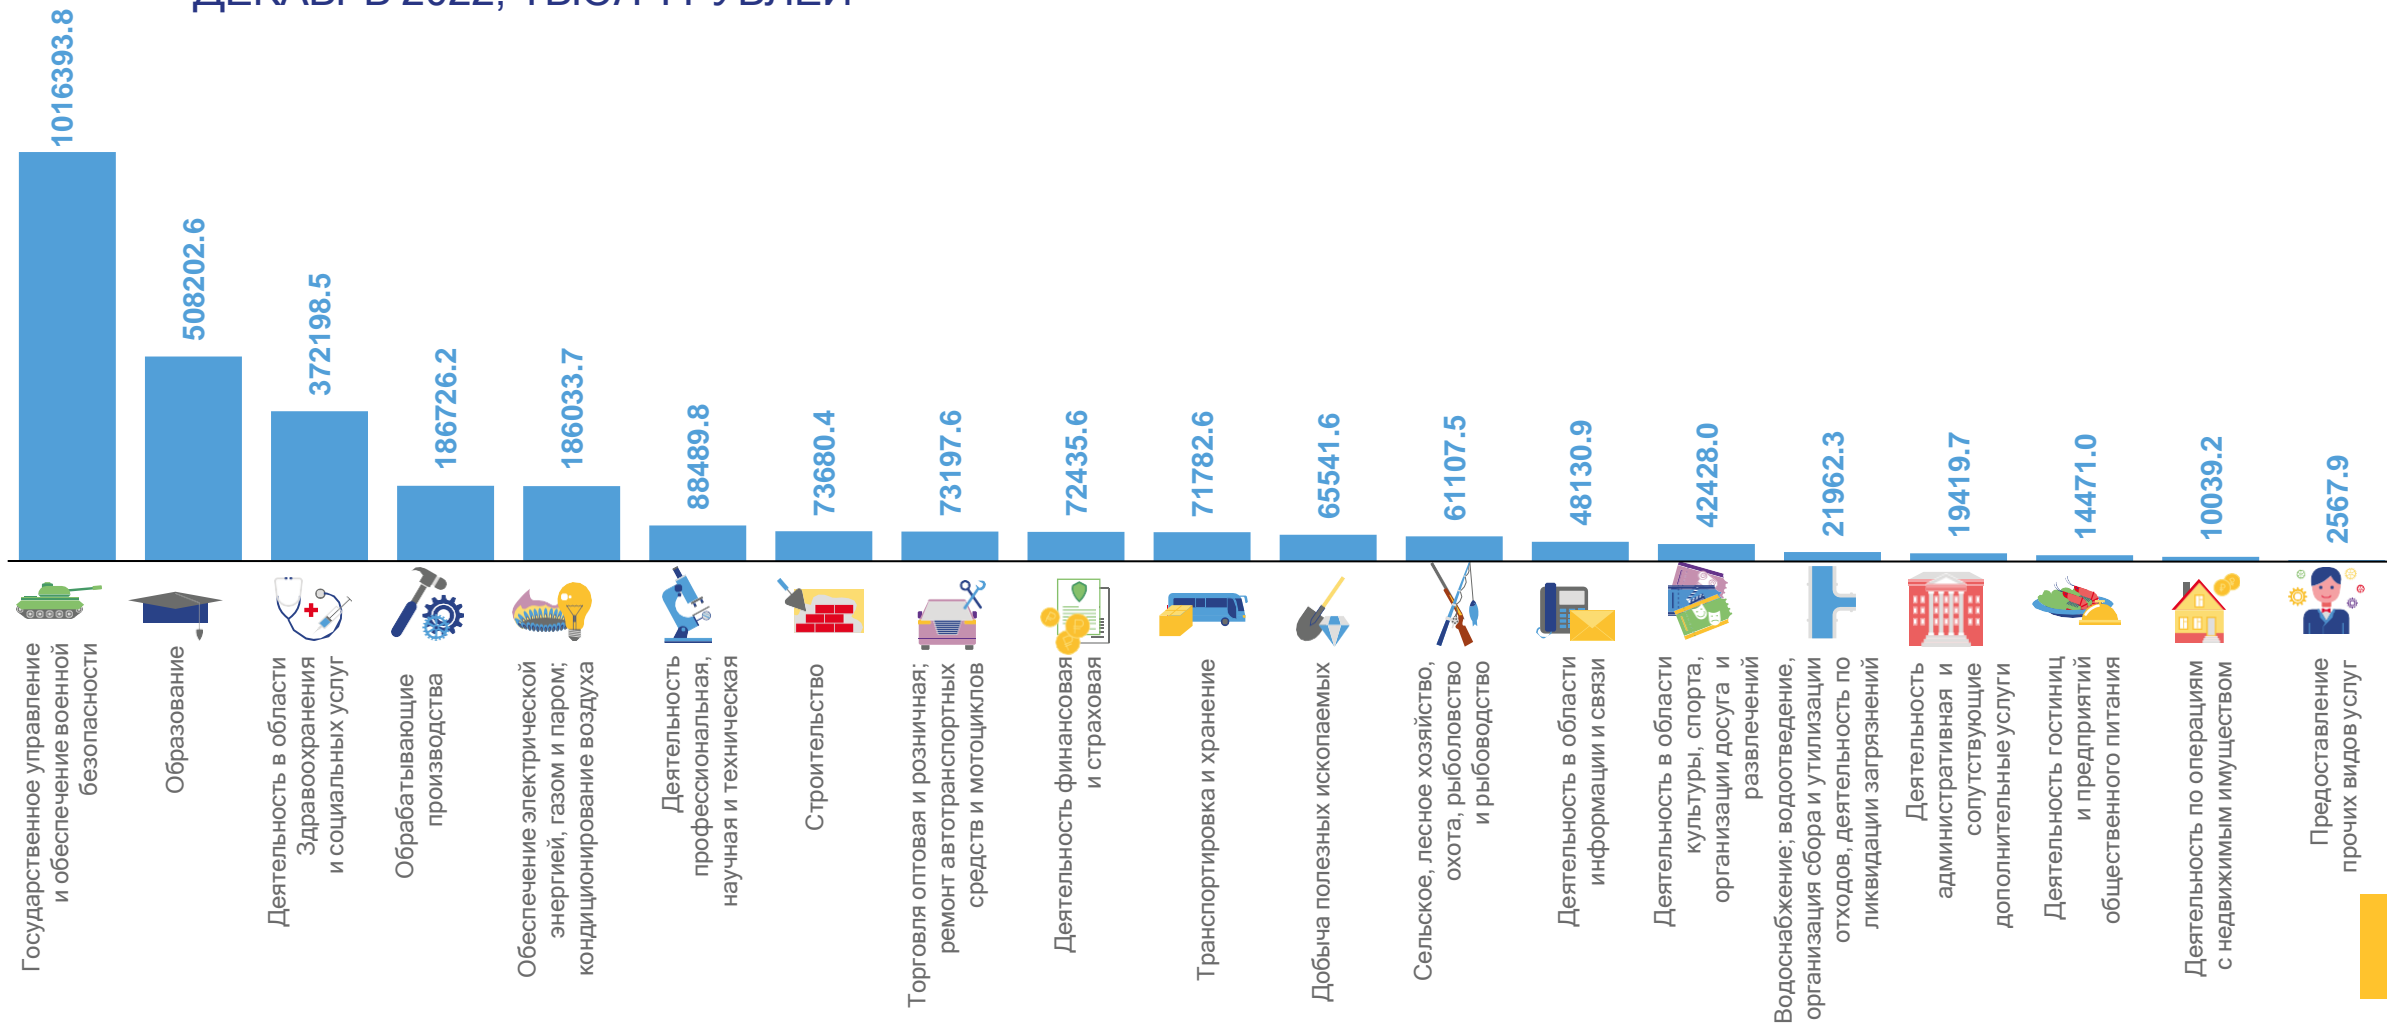 ДЕКАБРЬ 2022, ТЫСЯЧ РУБЛЕЙ
1016393.8
508202.6
372198.5
186726.2
186033.7
88489.8
73680.4
73197.6
72435.6
71782.6
65541.6
61107.5
48130.9
42428.0
21962.3
19419.7
14471.0
10039.2
2567.9
Государственное управление
и обеспечение военной
безопасности
Образование
Деятельность в области
Здравоохранения
и социальных услуг
Обрабатывающие
производства
Обеспечение электрической
энергией, газом и паром;
кондиционирование воздуха
Деятельность
профессиональная,
научная и техническая
Строительство
Торговля оптовая и розничная;
ремонт автотранспортных
средств и мотоциклов
Деятельность финансовая
и страховая
Транспортировка и хранение
Добыча полезных ископаемых
Сельское, лесное хозяйство,
охота, рыболовство
и рыбоводство
Деятельность в области
информации и связи
Деятельность в области
культуры, спорта,
организации досуга и
развлечений
Водоснабжение; водоотведение,
организация сбора и утилизации
отходов, деятельность по
ликвидации загрязнений
Деятельность
административная и
сопутствующие
дополнительные услуги
Деятельность гостиниц
и предприятий
общественного питания
Деятельность по операциям
с недвижимым имуществом
Предоставление
прочих видов услуг